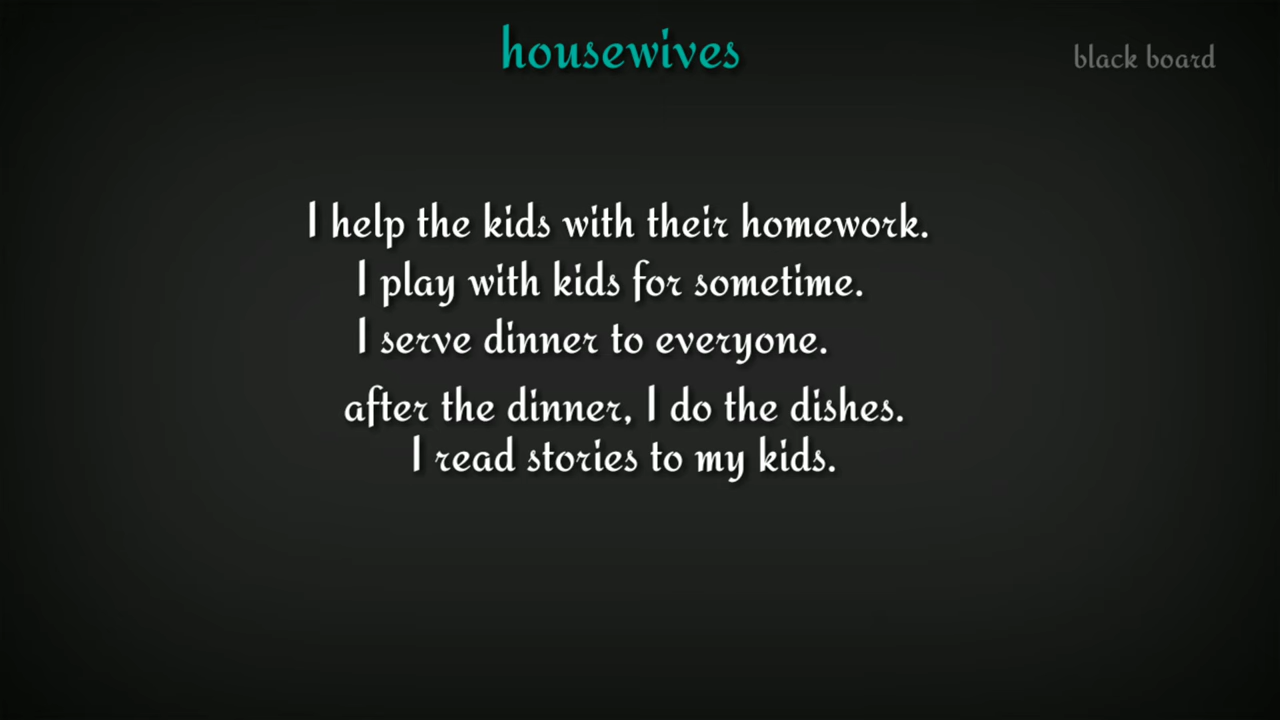 housewives
black board
I help the kids with their homework.
I play with kids for sometime.
I serve dinner to everyone.
after the dinner, I do the dishes.
I read stories to my kids.